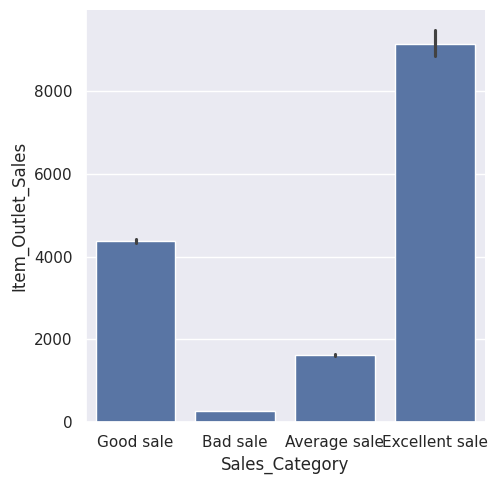 8000
6000
4000
2000
0
Item_Outlet_Sales
Good sale
Bad sale
Average sale
Excellent sale
Sales_Category